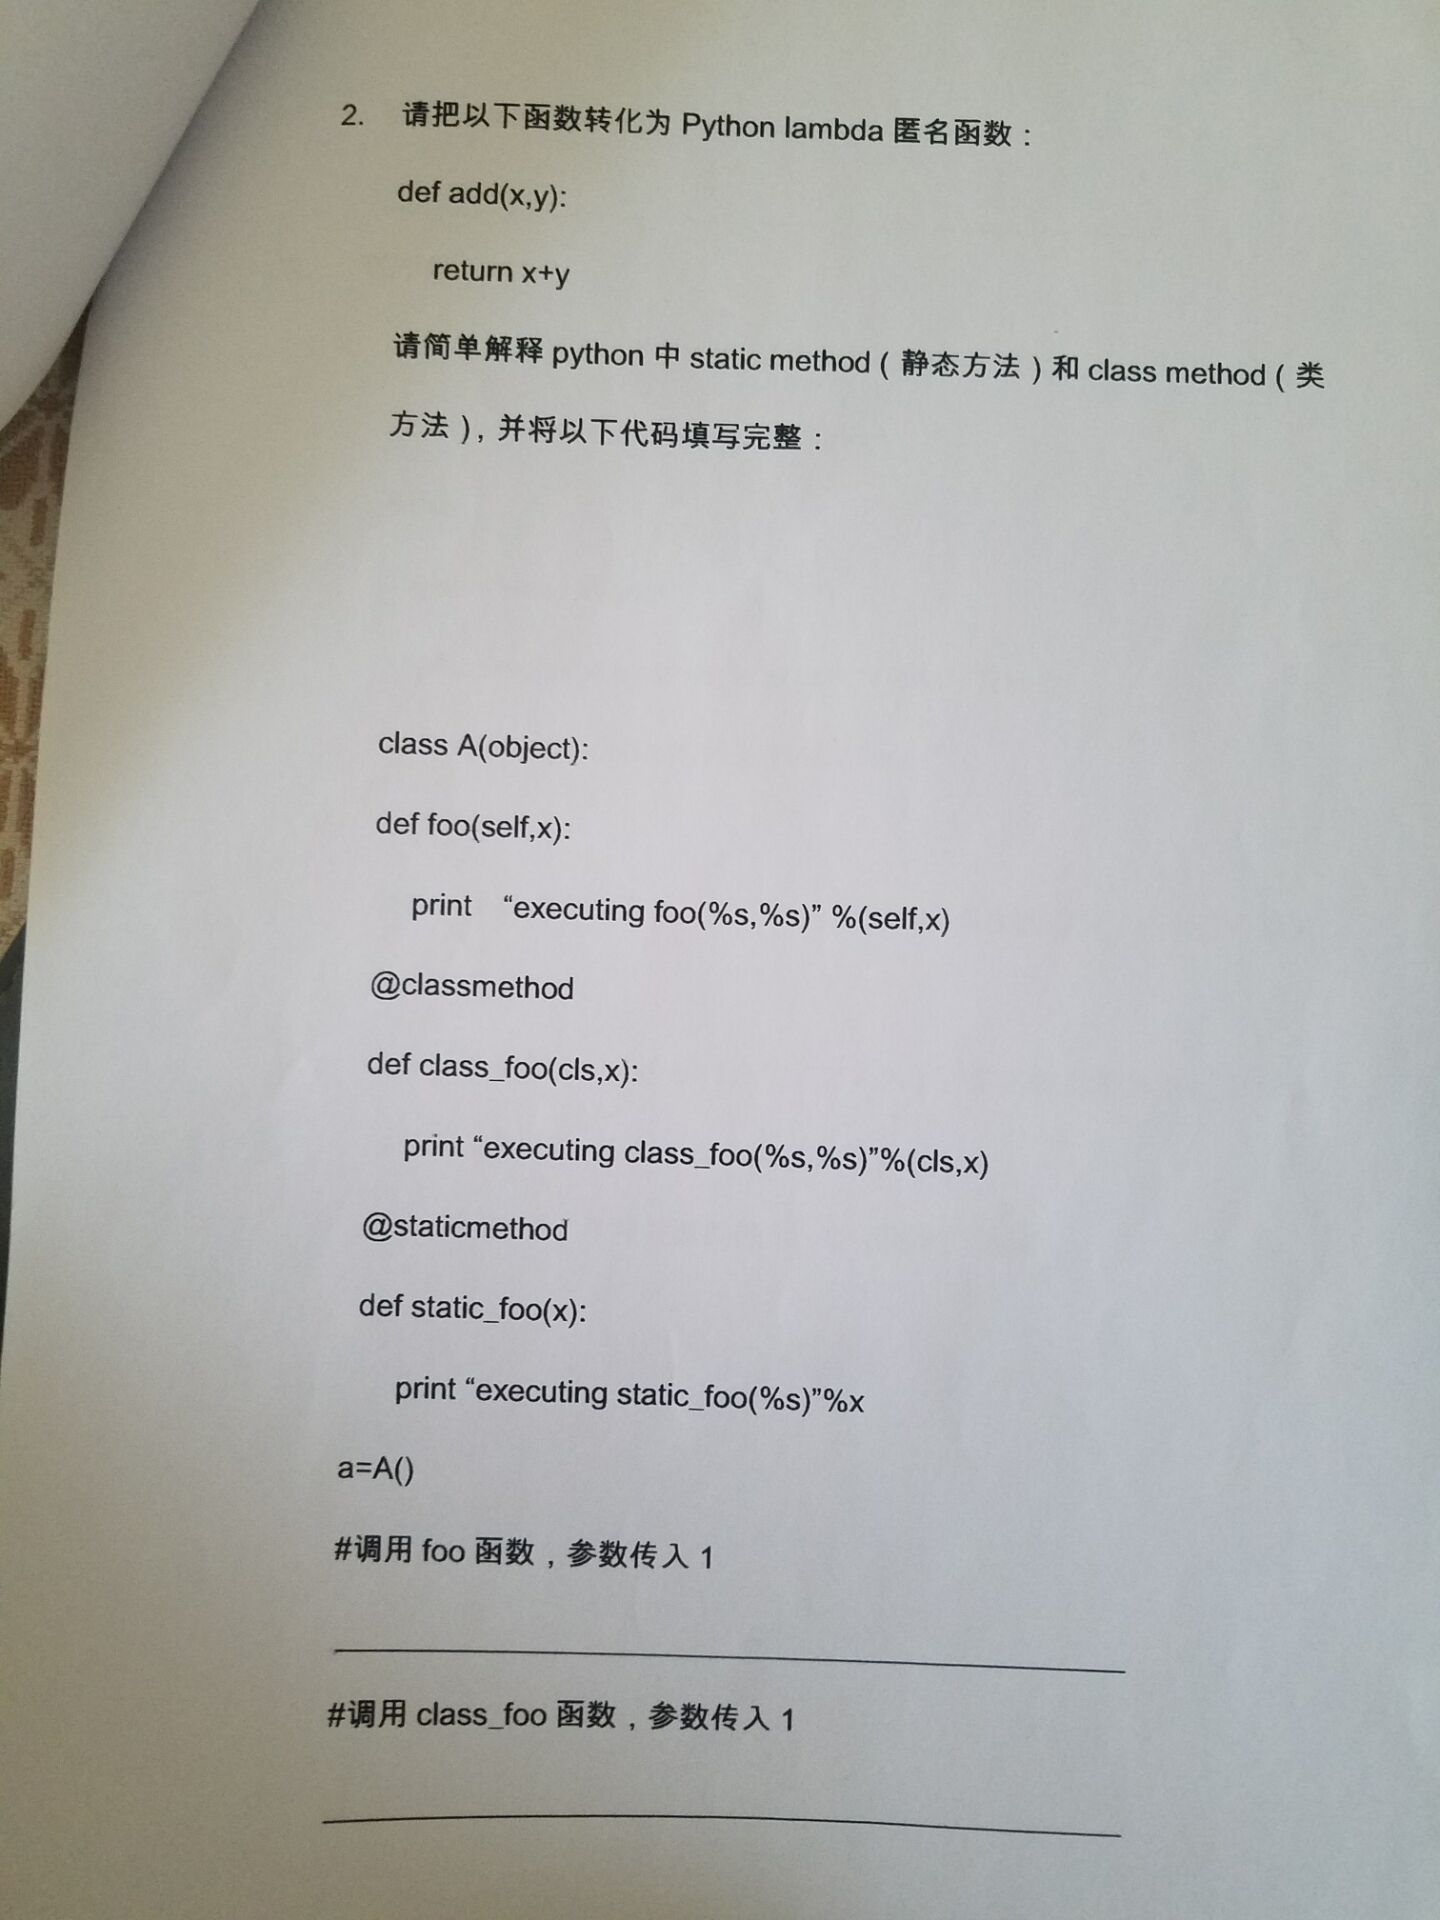 2. 请把以下函数转化为 Python lambda 匿名函数：
def add(x,y):
return x+y
请简单解释 python 中 static method（静态方法）和 class method（类
方法），并将以下代码填写完整：
class A(object):
def foo(self,x):
print “executing foo(%s,%s)” %(self,x)
@classmethod
def class_foo(cls,x):
print “executing class_foo(%s,%s)”%(cls,x)
@staticmethod
def static_foo(x):
print “executing static_foo(%s)”%x
a=A()
#调用 foo 函数，参数传入 1
#调用 class_foo 函数，参数传入 1